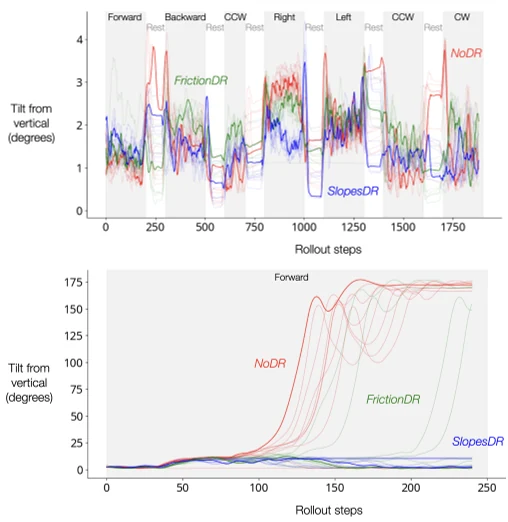 Forward Backward CCW Right Left CCW CW
Rest Rest Rest Rest Rest Rest
4
NoDR
FrictionDR
3
Tilt from
vertical
(degrees)
2
1
SlopesDR
0
0 250 500 750 1000 1250 1500 1750
Rollout steps
Forward
175
150
125
NoDR
100
Tilt from
vertical
(degrees)
75
FrictionDR
50
25
SlopesDR
0
0 50 100 150 200 250
Rollout steps